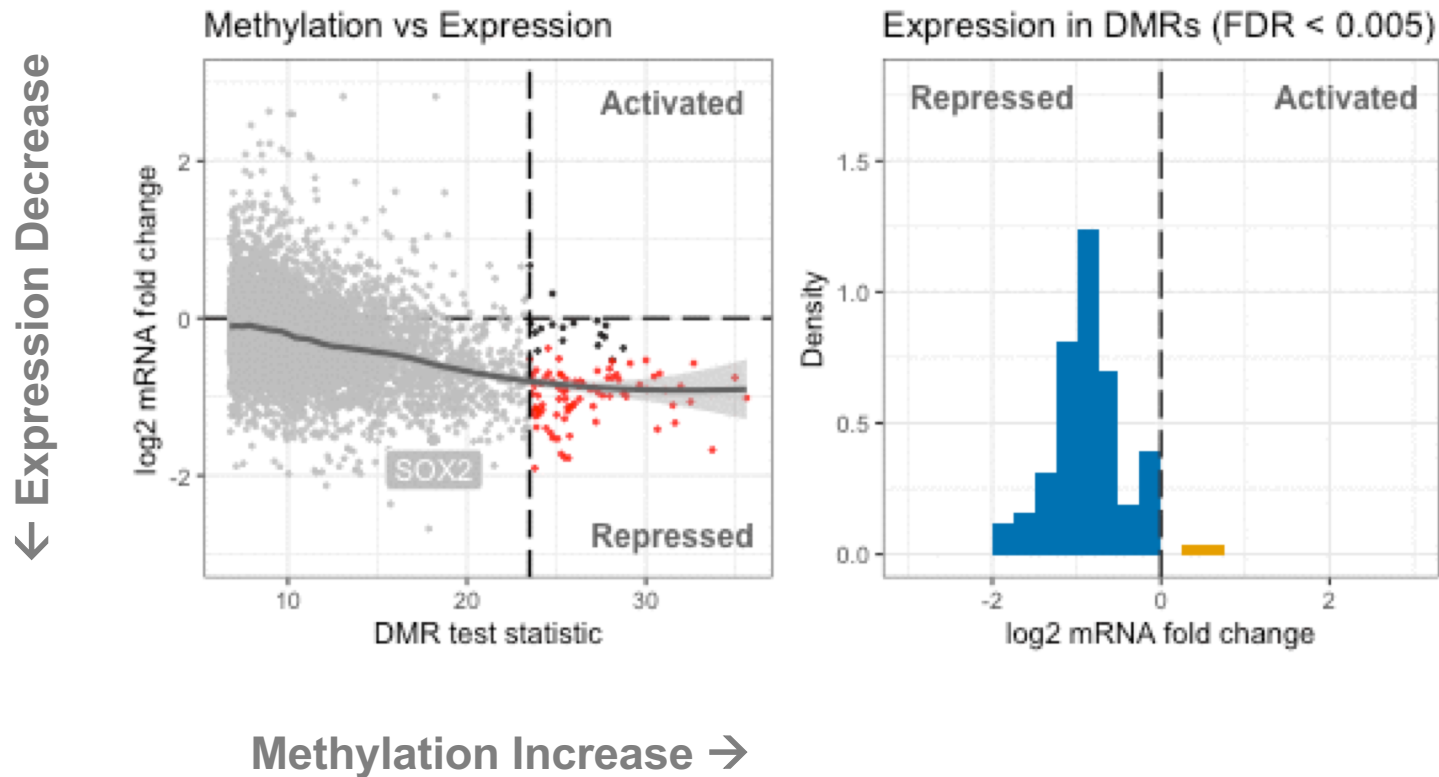 ← Expression Decrease
Methylation vs Expression
log2 mRNA fold change
2
0
-2
Activated
SOX2
Repressed
10
20
30
DMR test statistic
Expression in DMRs (FDR < 0.005)
Repressed
Activated
Density
1.5
1.0
0.5
0.0
-2
0
2
log2 mRNA fold change
Methylation Increase →